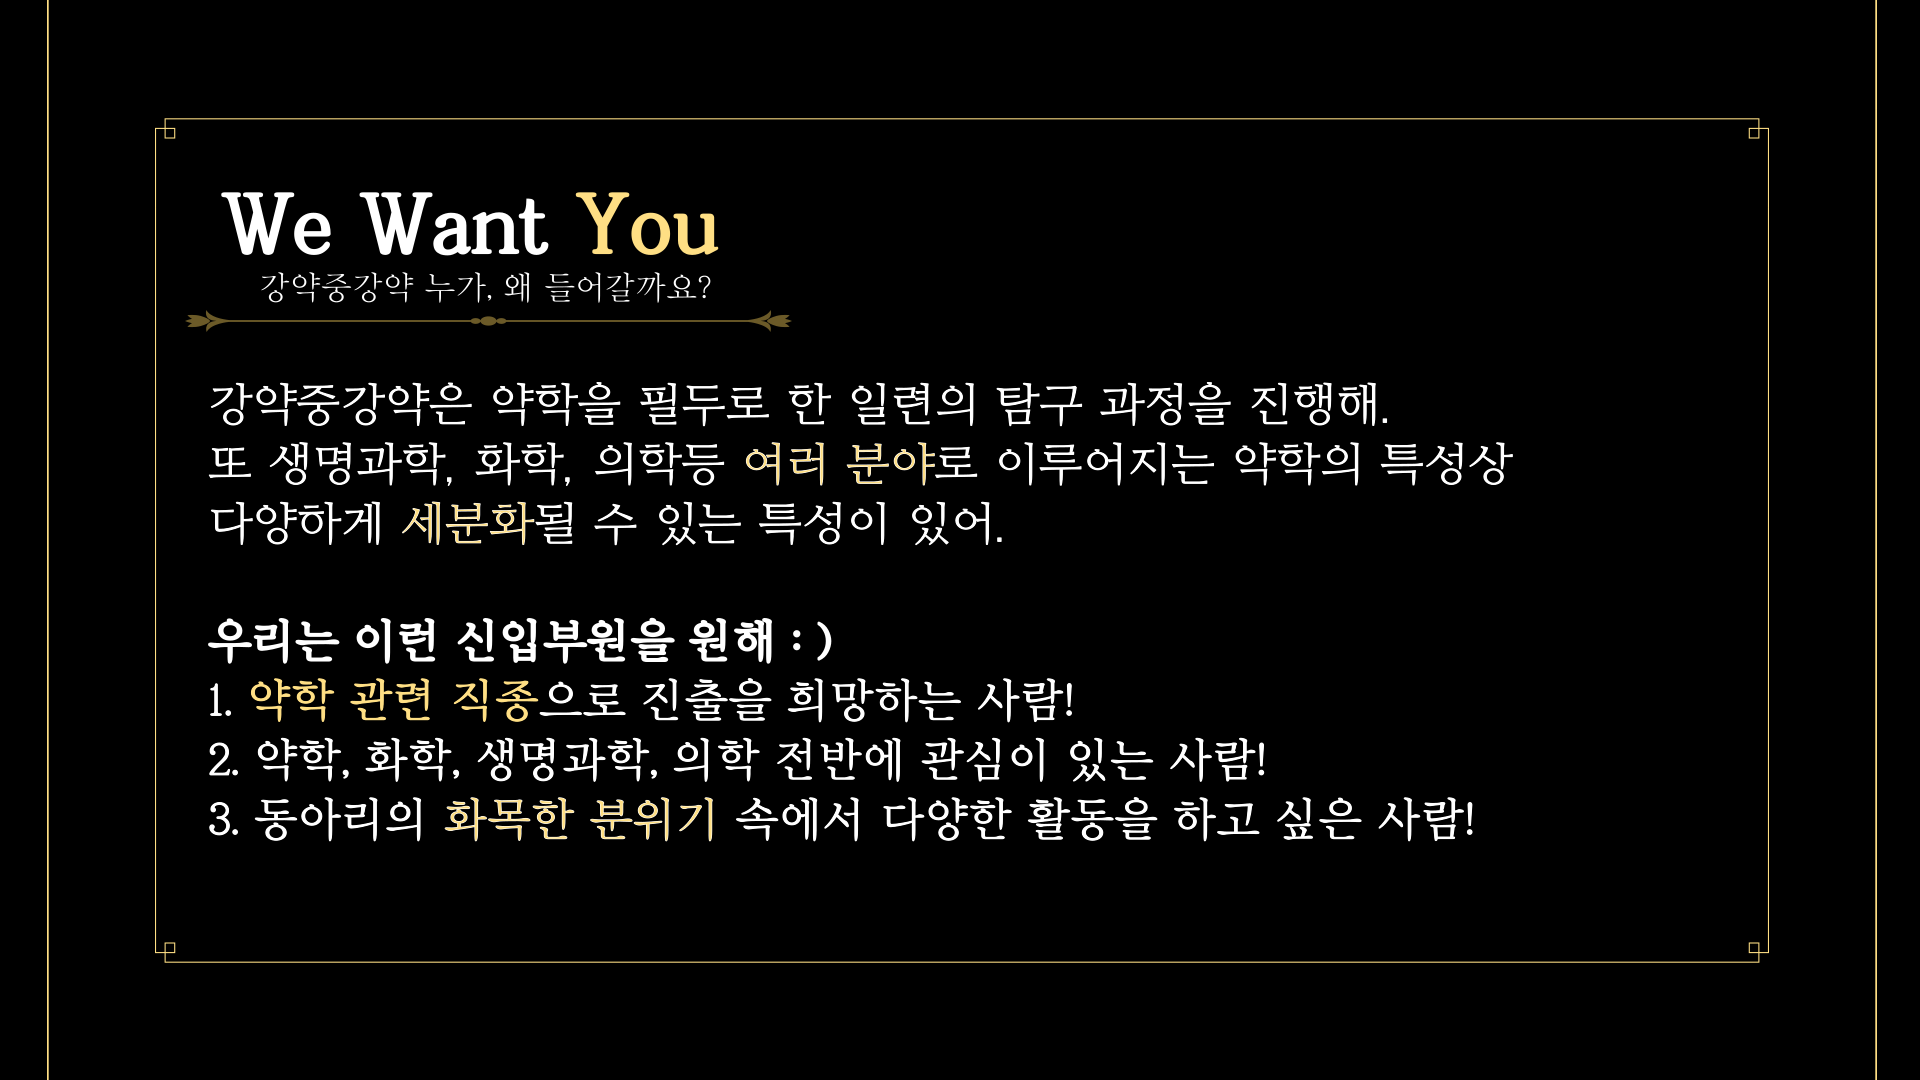 We Want You
강약중강약 누가, 왜 들어갈까요?
강약중강약은 약학을 필두로 한 일련의 탐구 과정을 진행해.
또 생명과학, 화학, 의학등 여러 분야로 이루어지는 약학의 특성상
다양하게 세분화될 수 있는 특성이 있어.
우리는 이런 신입부원을 원해 : )
1. 약학 관련 직종으로 진출을 희망하는 사람!
2. 약학, 화학, 생명과학, 의학 전반에 관심이 있는 사람!
3. 동아리의 화목한 분위기 속에서 다양한 활동을 하고 싶은 사람!